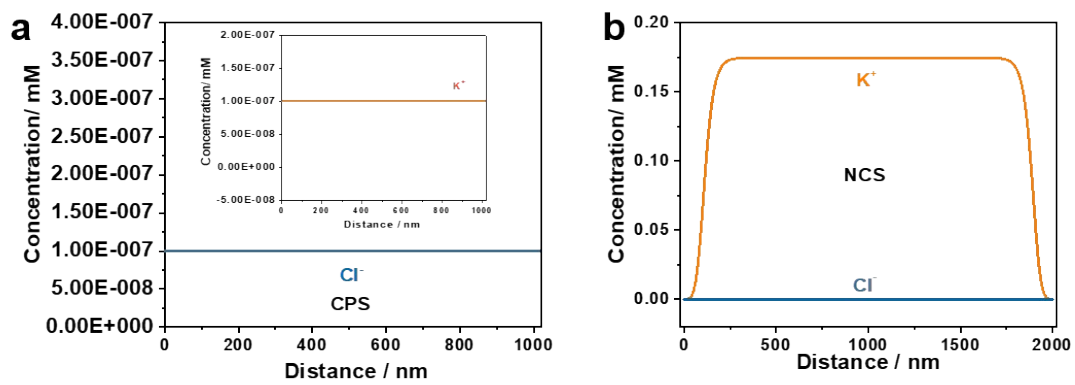 a
4.00E-007
3.50E-007
3.00E-007
2.50E-007
2.00E-007
1.50E-007
1.00E-007
5.00E-008
0.00E+000
Concentration/ mM
0 200 400 600 800 1000
Distance / nm
Cl⁻
CPS
2.00E-007
1.50E-007
1.00E-007
5.00E-008
0.00E+000
-5.00E-008
Concentration/ mM
K⁺
0 200 400 600 800 1000
Distance / nm
b
0.20
0.15
0.10
0.05
0.00
Concentration/ mM
K⁺
NCS
Cl⁻
0 500 1000 1500 2000
Distance / nm